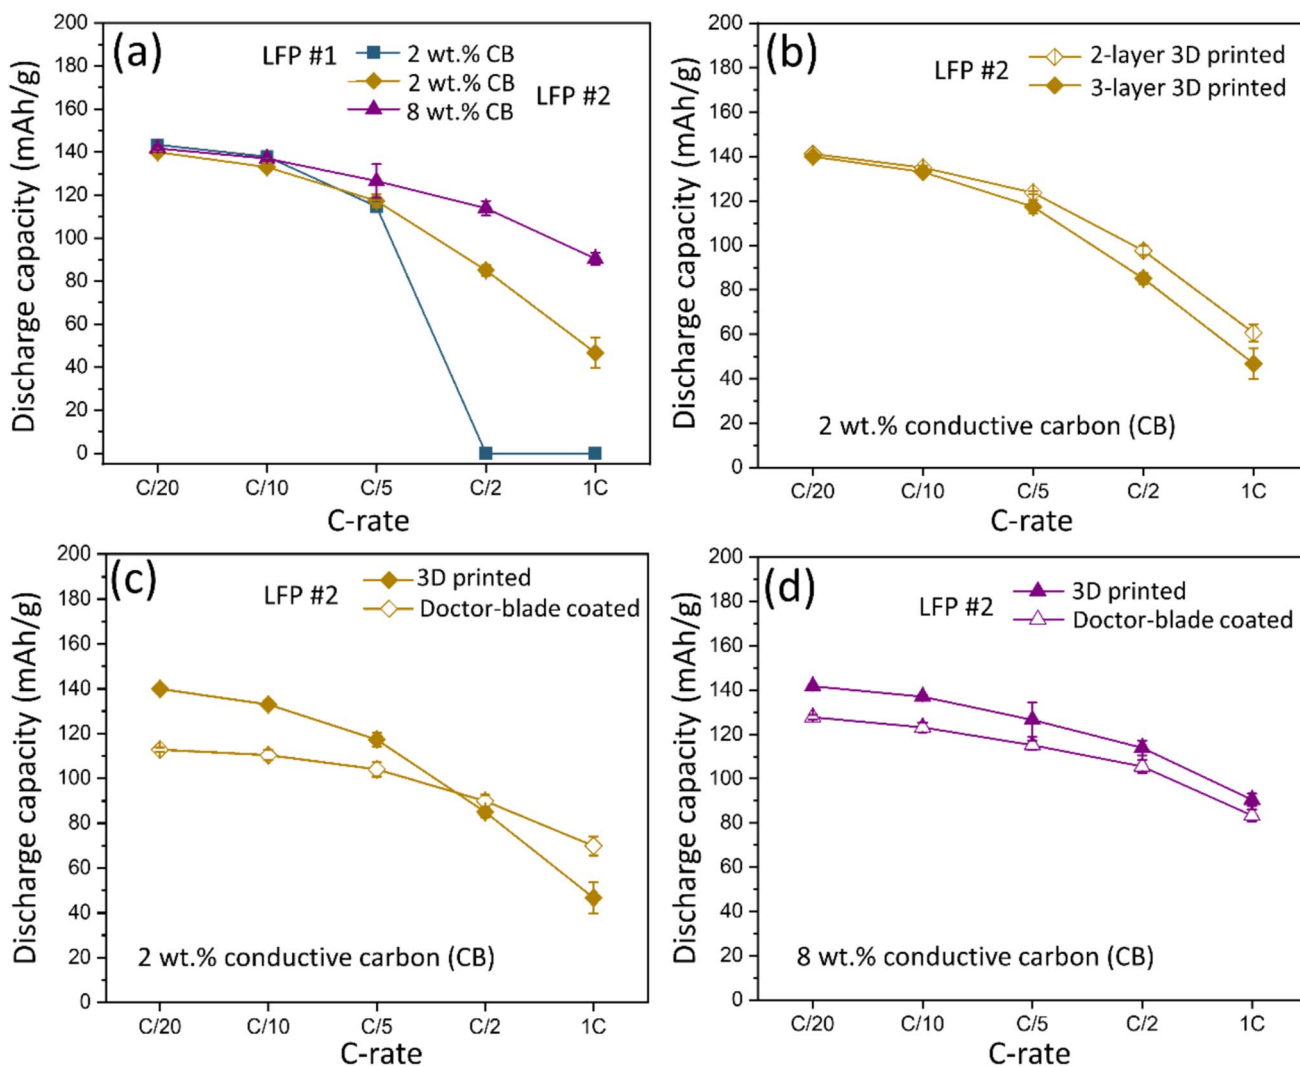 (a)
LFP #1
2 wt.% CB
2 wt.% CB
8 wt.% CB
LFP #2
Discharge capacity (mAh/g)
200
180
160
140
120
100
80
60
40
20
0
C/20 C/10 C/5 C/2 1C
C-rate
(b)
LFP #2
2-layer 3D printed
3-layer 3D printed
Discharge capacity (mAh/g)
200
180
160
140
120
100
80
60
40
20
0
2 wt.% conductive carbon (CB)
C/20 C/10 C/5 C/2 1C
C-rate
(c)
LFP #2
3D printed
Doctor-blade coated
Discharge capacity (mAh/g)
200
180
160
140
120
100
80
60
40
20
0
2 wt.% conductive carbon (CB)
C/20 C/10 C/5 C/2 1C
C-rate
(d)
LFP #2
3D printed
Doctor-blade coated
Discharge capacity (mAh/g)
200
180
160
140
120
100
80
60
40
20
0
8 wt.% conductive carbon (CB)
C/20 C/10 C/5 C/2 1C
C-rate